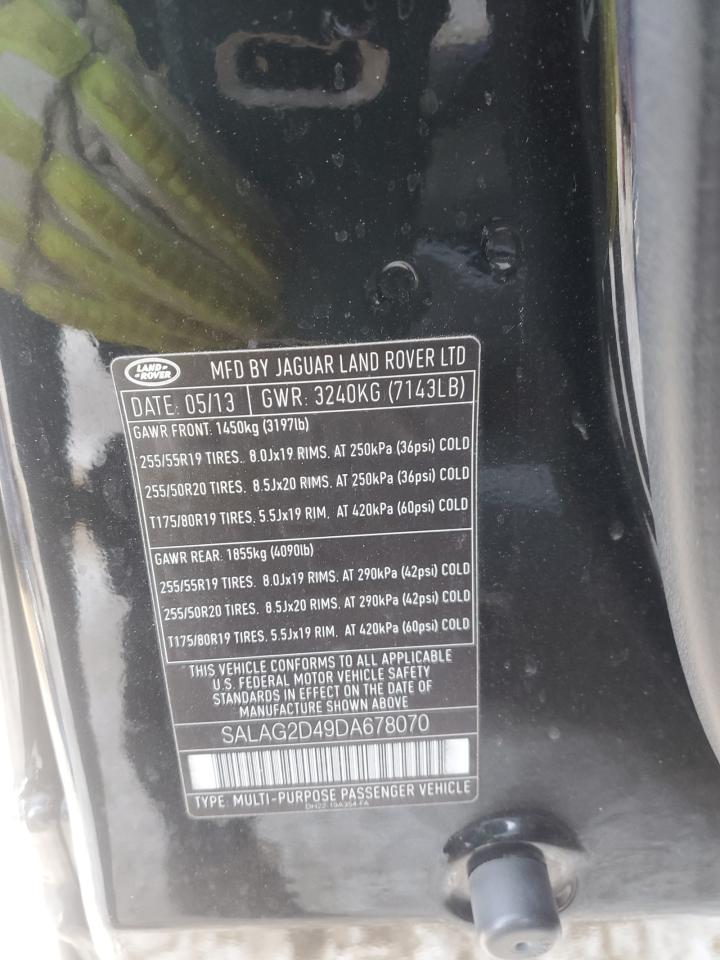 LAND-
-ROVER
MFD BY JAGUAR LAND ROVER LTD
DATE: 05/13 GWR: 3240KG (7143LB)
GAWR FRONT: 1450kg (3197lb)
255/55R19 TIRES. 8.0Jx19 RIMS. AT 250kPa (36psi) COLD
255/50R20 TIRES. 8.5Jx20 RIMS. AT 250kPa (36psi) COLD
T175/80R19 TIRES. 5.5Jx19 RIM. AT 420kPa (60psi) COLD
GAWR REAR: 1855kg (4090lb)
255/55R19 TIRES. 8.0Jx19 RIMS. AT 290kPa (42psi) COLD
255/50R20 TIRES. 8.5Jx20 RIMS. AT 290kPa (42psi) COLD
T175/80R19 TIRES. 5.5Jx19 RIM. AT 420kPa (60psi) COLD
THIS VEHICLE CONFORMS TO ALL APPLICABLE
U.S. FEDERAL MOTOR VEHICLE SAFETY
STANDARDS IN EFFECT ON THE DATE OF
MANUFACTURE SHOWN ABOVE
SALAG2D49DA678070
TYPE: MULTI-PURPOSE PASSENGER VEHICLE